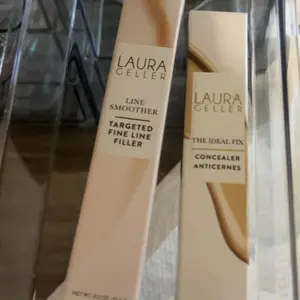 LAURA
GELLER
LINE
SMOOTHER
TARGETED
FINE LINE
FILLER
LAURA
GELLER
THE IDEAL FIX
CONCEALER
ANTICERNES